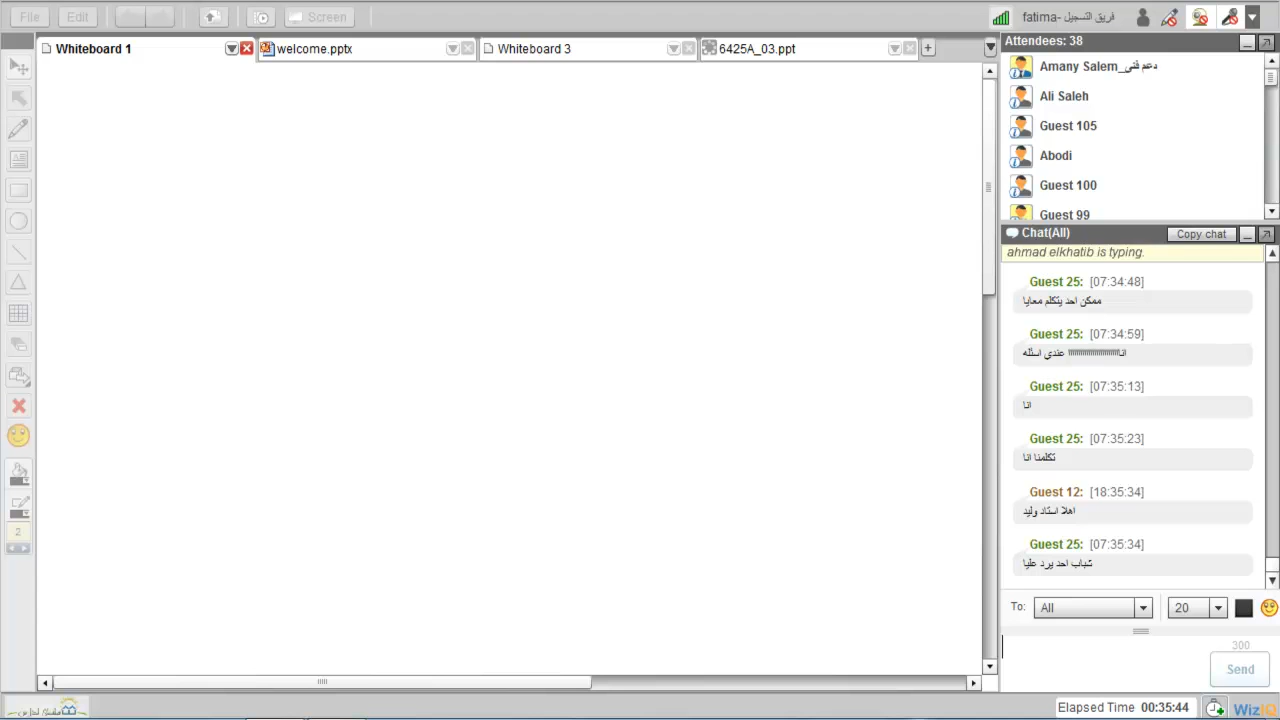 File
Edit
Screen
fatima- فريق التسجيل
Whiteboard 1
welcome.pptx
Whiteboard 3
6425A_03.ppt
Attendees: 38
Amany Salem_دعم فنى
Ali Saleh
Guest 105
Abodi
Guest 100
Guest 99
Chat(All)
Copy chat
ahmad elkhatib is typing.
Guest 25: [07:34:48]
ممكن احد يتكلم معايا
Guest 25: [07:34:59]
عندي اسئله
Guest 25: [07:35:13]
انا
Guest 25: [07:35:23]
تكلمنا انا
Guest 12: [18:35:34]
اهلا استاد وليد
Guest 25: [07:35:34]
شباب احد يرد عليا
To:
All
20
300
Send
2
Elapsed Time 00:35:44
WizIQ